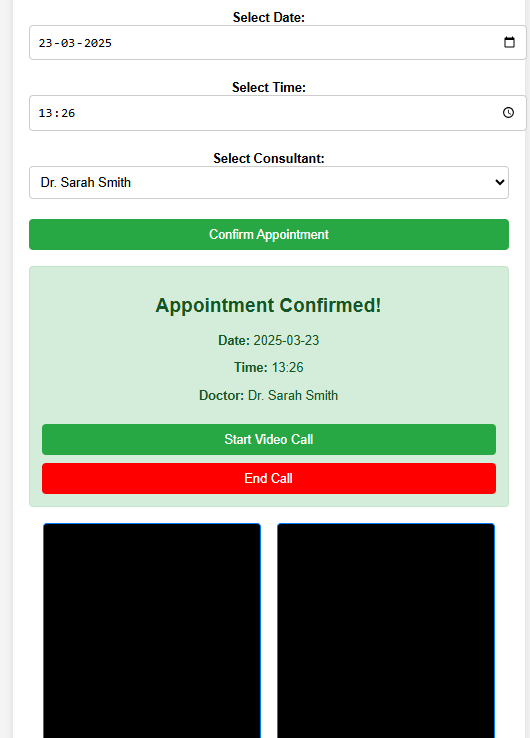 Select Date:
23-03-2025
Select Time:
13:26
Select Consultant:
Dr. Sarah Smith
Confirm Appointment
Appointment Confirmed!
Date: 2025-03-23
Time: 13:26
Doctor: Dr. Sarah Smith
Start Video Call
End Call